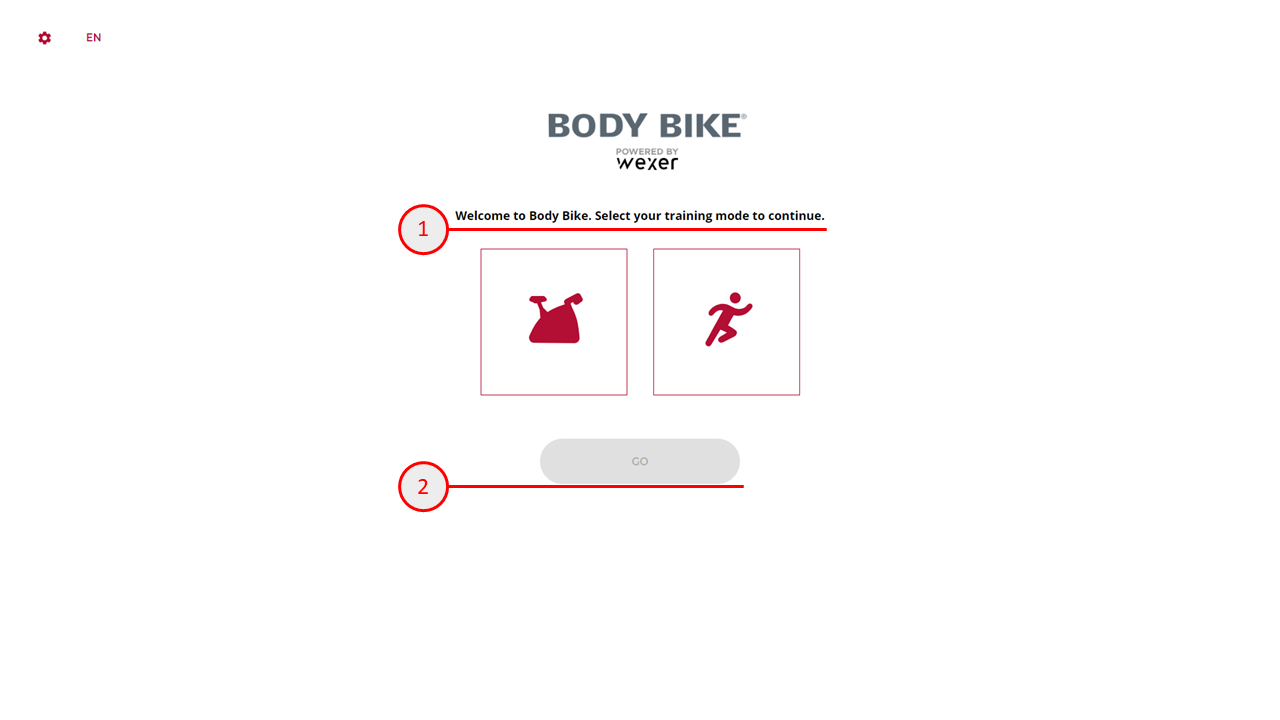 EN
BODY BIKE®
POWERED BY
wexer
1
Welcome to Body Bike. Select your training mode to continue.
GO
2